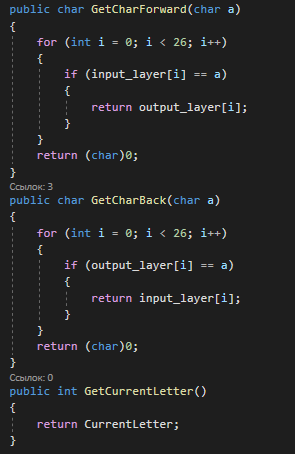 public char GetCharForward(char a)
{
    for (int i = 0; i < 26; i++)
    {
        if (input_layer[i] == a)
        {
            return output_layer[i];
        }
    }
    return (char)0;
}
Ссылок: 3
public char GetCharBack(char a)
{
    for (int i = 0; i < 26; i++)
    {
        if (output_layer[i] == a)
        {
            return input_layer[i];
        }
    }
    return (char)0;
}
Ссылок: 0
public int GetCurrentLetter()
{
    return CurrentLetter;
}